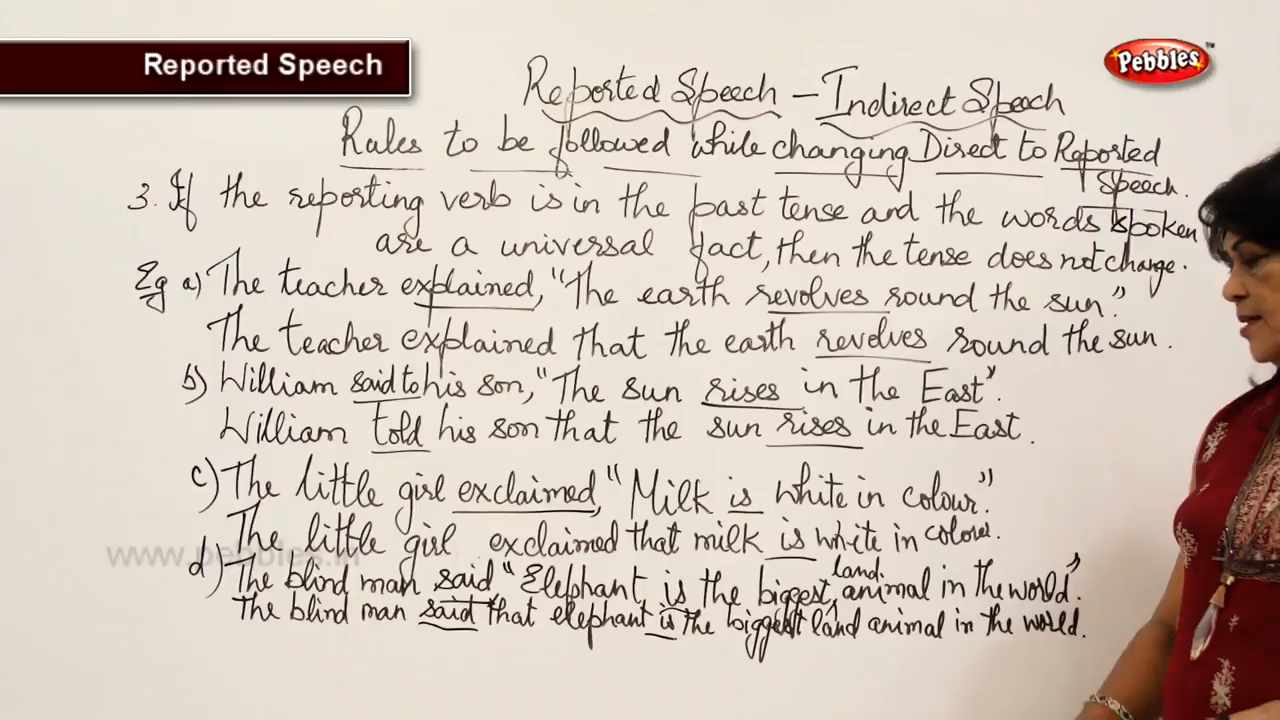 Reported Speech
Pebbles
Reported Speech – Indirect Speech
Rules to be followed while changing Direct to Reported
Speech.
3. If the reporting verb is in the past tense and the words spoken
are a universal fact, then the tense does not change.
Eg a) The teacher explained, "The earth revolves round the sun."
The teacher explained that the earth revolves round the sun.
b) William said to his son, "The sun rises in the East".
William told his son that the sun rises in the East.
c) The little girl exclaimed, "Milk is white in colour."
The little girl exclaimed that milk is white in colour.
www.pebbles.in
d) The blind man said "Elephant is the biggest land animal in the world".
The blind man said that elephant is the biggest land animal in the world.